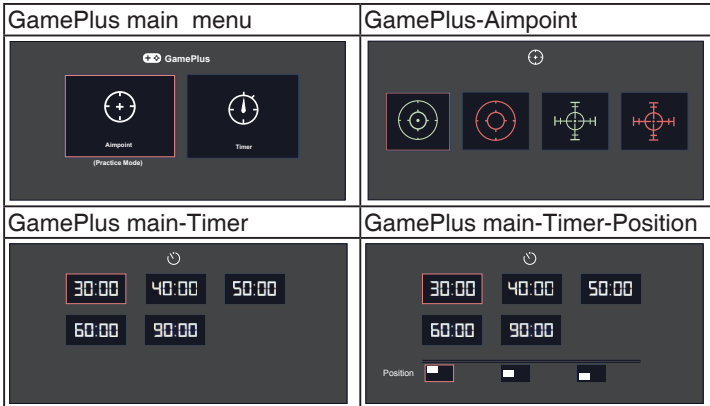 GamePlus main menu
GamePlus-Aimpoint
GamePlus
Aimpoint
Timer
(Practice Mode)
GamePlus main-Timer
GamePlus main-Timer-Position
30:00 40:00 50:00
60:00 90:00
30:00 40:00 50:00
60:00 90:00
Position